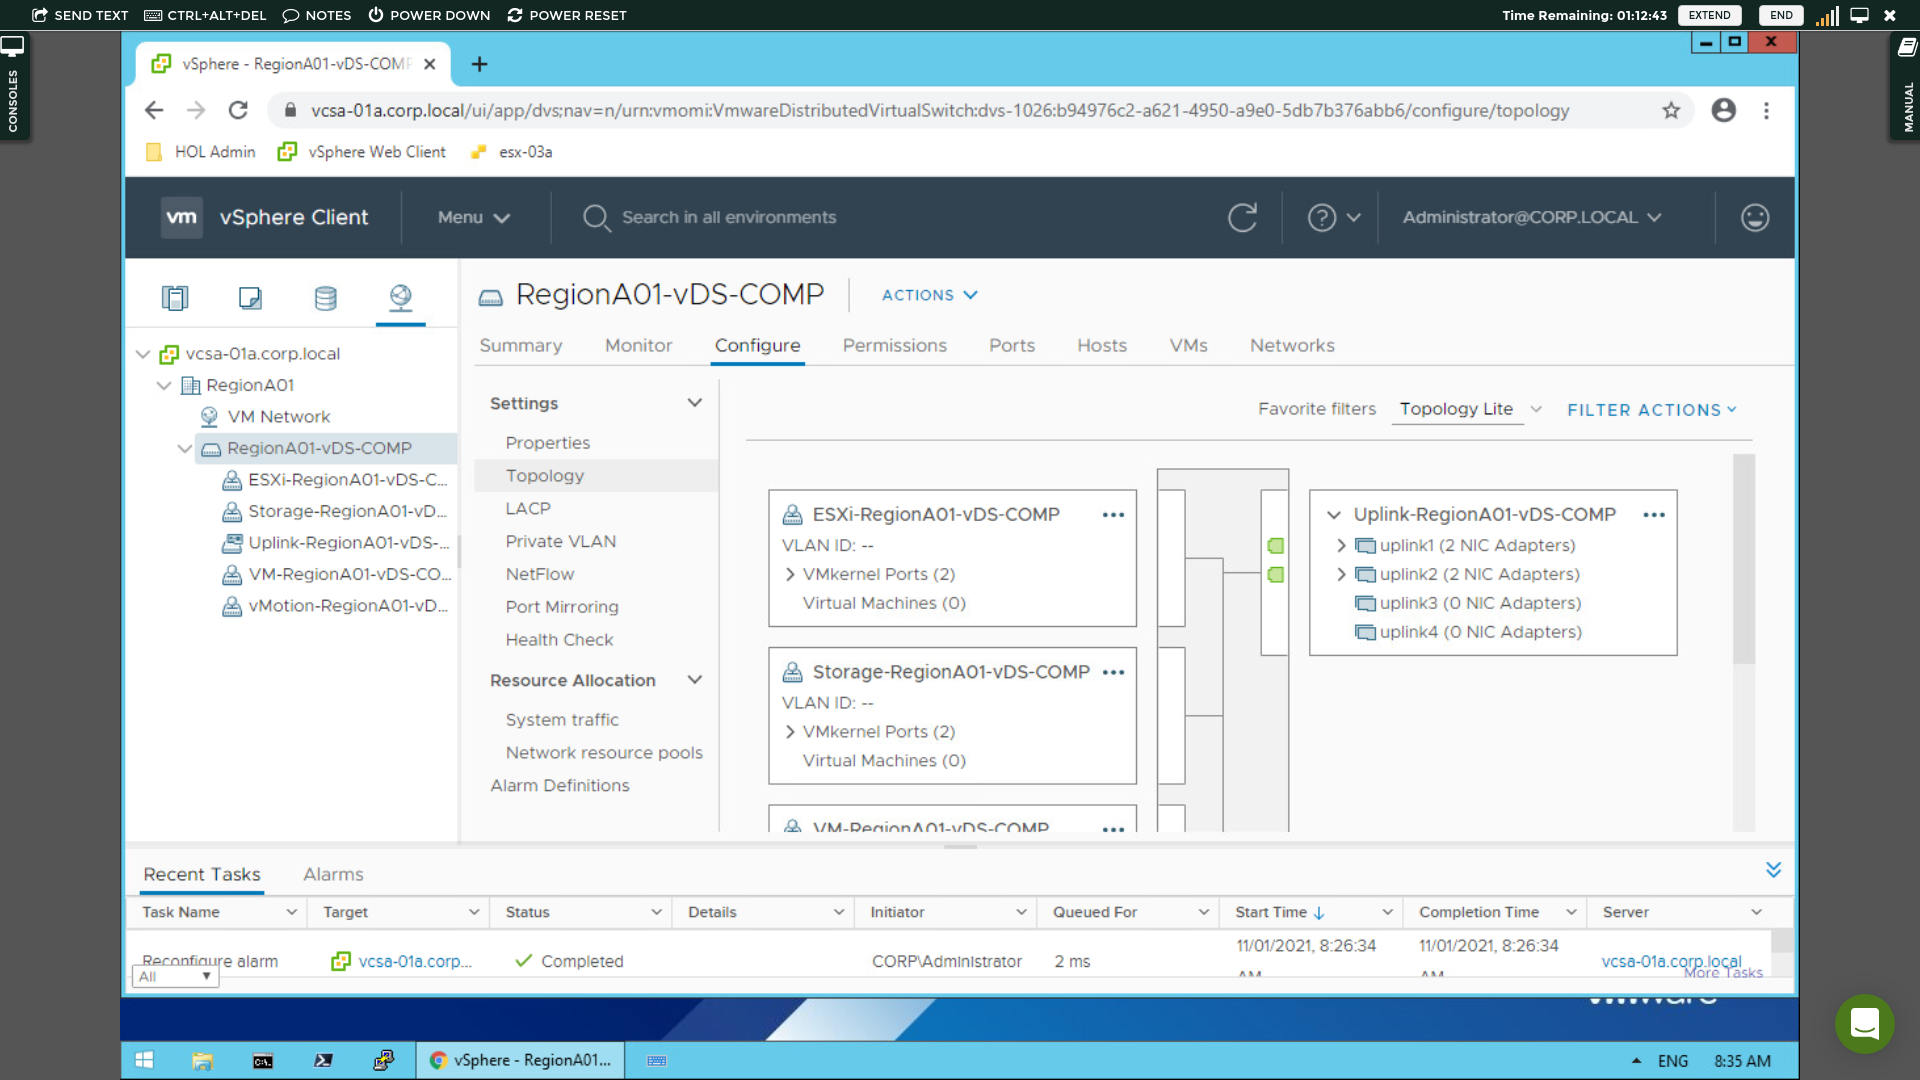 SEND TEXT CTRL+ALT+DEL NOTES POWER DOWN POWER RESET Time Remaining: 01:12:43 EXTEND END
CONSOLES
MANUAL
vSphere - RegionA01-vDS-COMP
vcsa-01a.corp.local/ui/app/dvs;nav=n/urn:vmomi:VmwareDistributedVirtualSwitch:dvs-1026:b94976c2-a621-4950-a9e0-5db7b376abb6/configure/topology
HOL Admin vSphere Web Client esx-03a
vm vSphere Client Menu Search in all environments Administrator@CORP.LOCAL
RegionA01-vDS-COMP ACTIONS
Summary Monitor Configure Permissions Ports Hosts VMs Networks
vcsa-01a.corp.local
RegionA01
VM Network
RegionA01-vDS-COMP
ESXi-RegionA01-vDS-C...
Storage-RegionA01-vD...
Uplink-RegionA01-vDS-...
VM-RegionA01-vDS-CO...
vMotion-RegionA01-vD...
Settings
Properties
Topology
LACP
Private VLAN
NetFlow
Port Mirroring
Health Check
Resource Allocation
System traffic
Network resource pools
Alarm Definitions
Favorite filters Topology Lite FILTER ACTIONS
ESXi-RegionA01-vDS-COMP
VLAN ID: --
VMkernel Ports (2)
Virtual Machines (0)
Storage-RegionA01-vDS-COMP
VLAN ID: --
VMkernel Ports (2)
Virtual Machines (0)
VM-RegionA01-vDS-COMP
Uplink-RegionA01-vDS-COMP
uplink1 (2 NIC Adapters)
uplink2 (2 NIC Adapters)
uplink3 (0 NIC Adapters)
uplink4 (0 NIC Adapters)
Recent Tasks Alarms
Task Name Target Status Details Initiator Queued For Start Time Completion Time Server
Reconfigure alarm vcsa-01a.corp... Completed CORP\Administrator 2 ms 11/01/2021, 8:26:34 AM 11/01/2021, 8:26:34 AM vcsa-01a.corp.local
All More Tasks
vmware
vSphere - RegionA01... ENG 8:35 AM